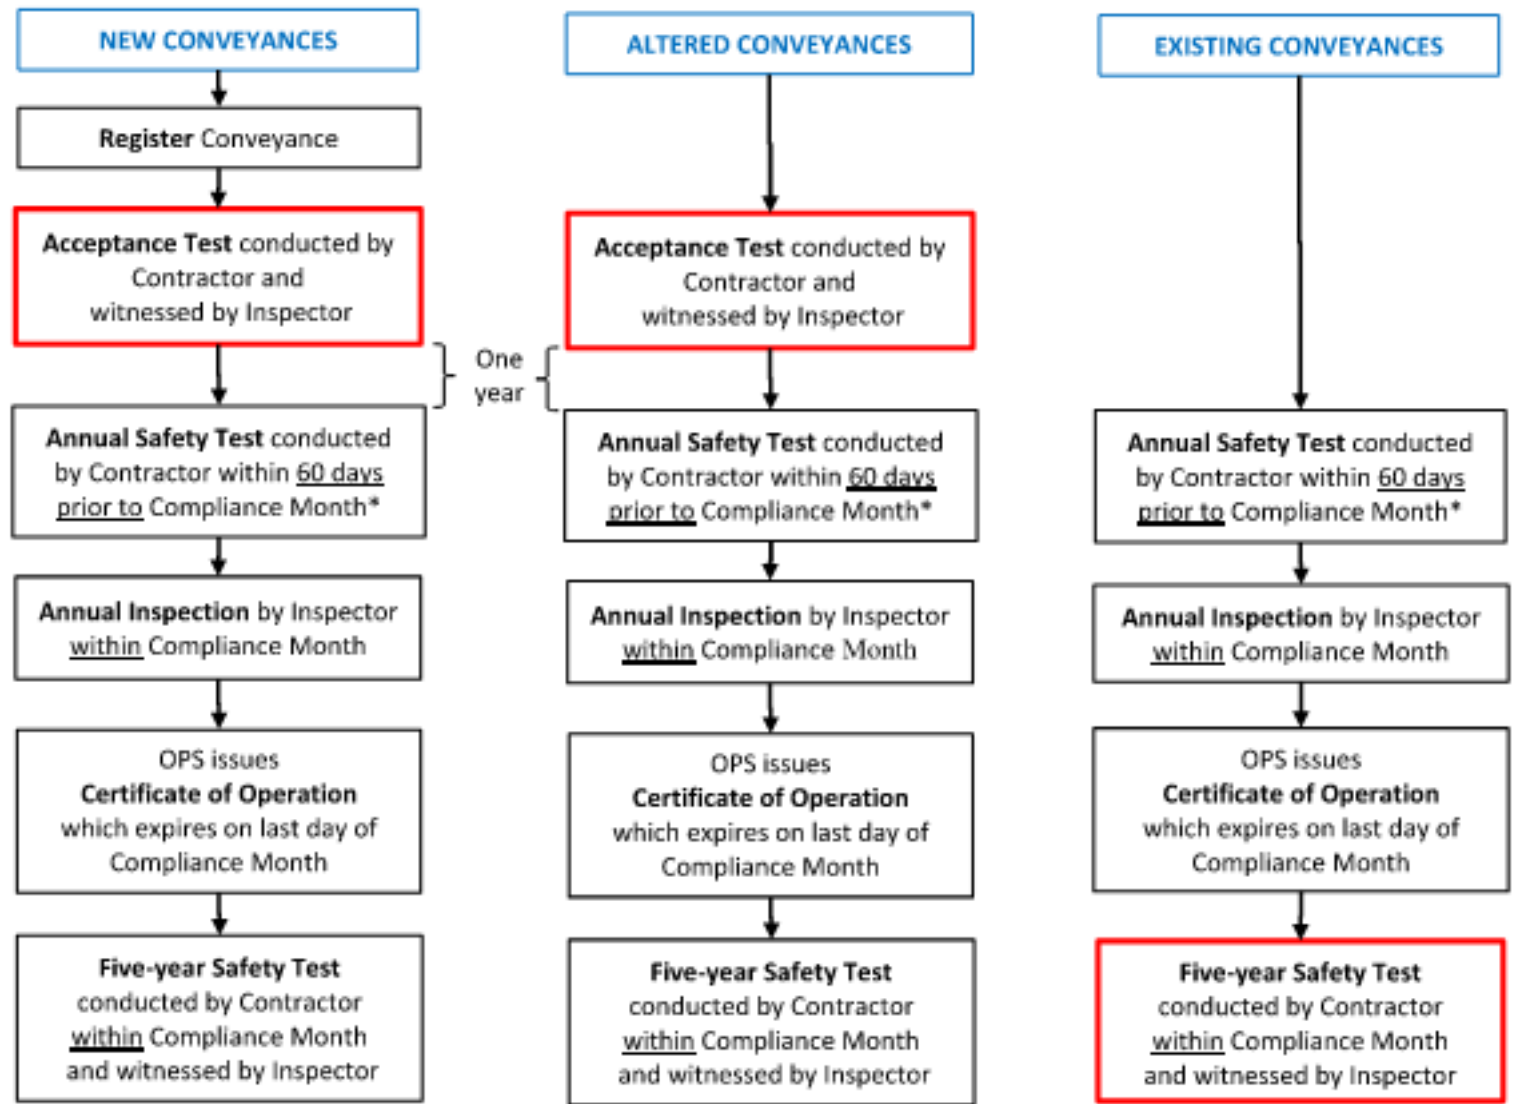 NEW CONVEYANCES
Register Conveyance
Acceptance Test conducted by
Contractor and
witnessed by Inspector
Annual Safety Test conducted
by Contractor within 60 days
prior to Compliance Month*
Annual Inspection by Inspector
within Compliance Month
OPS issues
Certificate of Operation
which expires on last day of
Compliance Month
Five-year Safety Test
conducted by Contractor
within Compliance Month
and witnessed by Inspector
One
year
ALTERED CONVEYANCES
Acceptance Test conducted by
Contractor and
witnessed by Inspector
Annual Safety Test conducted
by Contractor within 60 days
prior to Compliance Month*
Annual Inspection by Inspector
within Compliance Month
OPS issues
Certificate of Operation
which expires on last day of
Compliance Month
Five-year Safety Test
conducted by Contractor
within Compliance Month
and witnessed by Inspector
EXISTING CONVEYANCES
Annual Safety Test conducted
by Contractor within 60 days
prior to Compliance Month*
Annual Inspection by Inspector
within Compliance Month
OPS issues
Certificate of Operation
which expires on last day of
Compliance Month
Five-year Safety Test
conducted by Contractor
within Compliance Month
and witnessed by Inspector